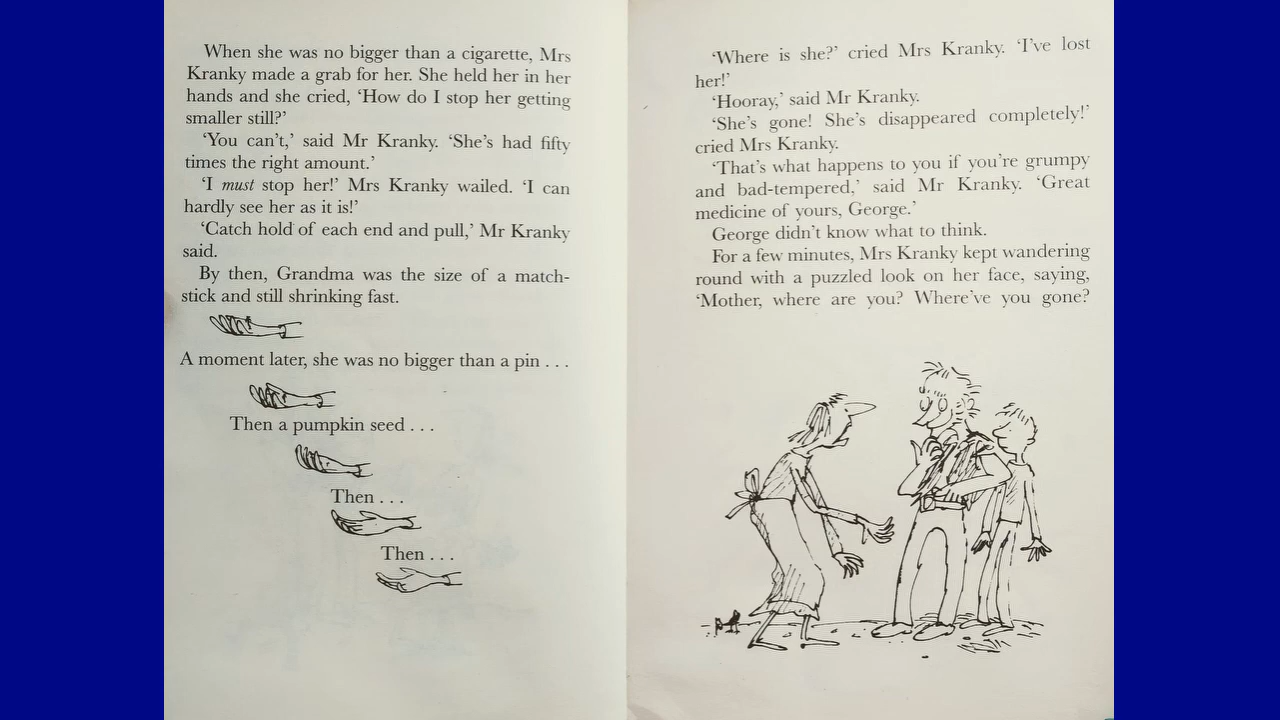 When she was no bigger than a cigarette, Mrs
Kranky made a grab for her. She held her in her
hands and she cried, ‘How do I stop her getting
smaller still?’
‘You can’t,’ said Mr Kranky. ‘She’s had fifty
times the right amount.’
‘I must stop her!’ Mrs Kranky wailed. ‘I can
hardly see her as it is!’
‘Catch hold of each end and pull,’ Mr Kranky
said.
By then, Grandma was the size of a match-
stick and still shrinking fast.
A moment later, she was no bigger than a pin . . .
Then a pumpkin seed . . .
Then . . .
Then . . .
‘Where is she?’ cried Mrs Kranky. ‘I’ve lost
her!’
‘Hooray,’ said Mr Kranky.
‘She’s gone! She’s disappeared completely!’
cried Mrs Kranky.
‘That’s what happens to you if you’re grumpy
and bad-tempered,’ said Mr Kranky. ‘Great
medicine of yours, George.’
George didn’t know what to think.
For a few minutes, Mrs Kranky kept wandering
round with a puzzled look on her face, saying,
‘Mother, where are you? Where’ve you gone?